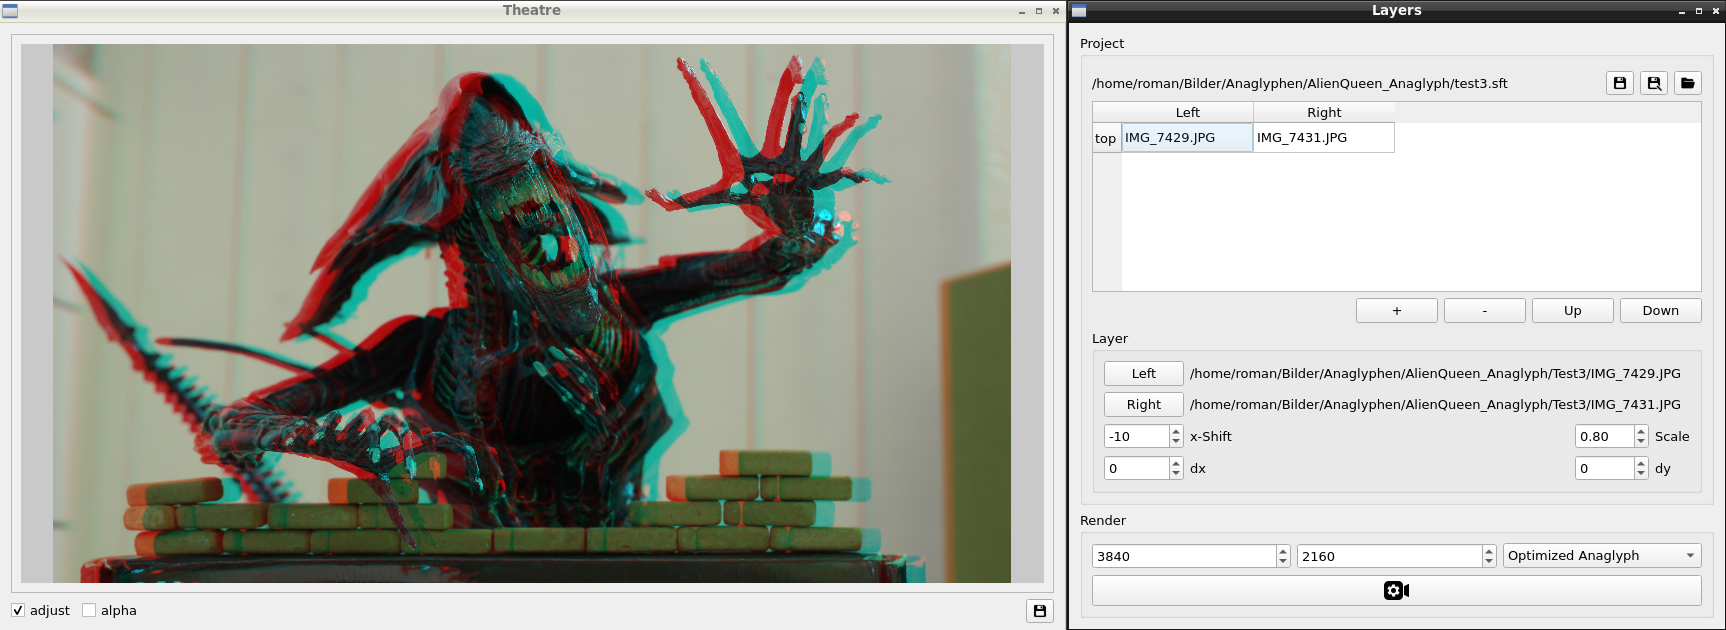 Theatre
adjust alpha
Layers
Project
/home/roman/Bilder/Anaglyphen/AlienQueen_Anaglyph/test3.sft
Left Right
top IMG_7429.JPG IMG_7431.JPG
+ - Up Down
Layer
Left /home/roman/Bilder/Anaglyphen/AlienQueen_Anaglyph/Test3/IMG_7429.JPG
Right /home/roman/Bilder/Anaglyphen/AlienQueen_Anaglyph/Test3/IMG_7431.JPG
-10 x-Shift 0.80 Scale
0 dx 0 dy
Render
3840 2160 Optimized Anaglyph